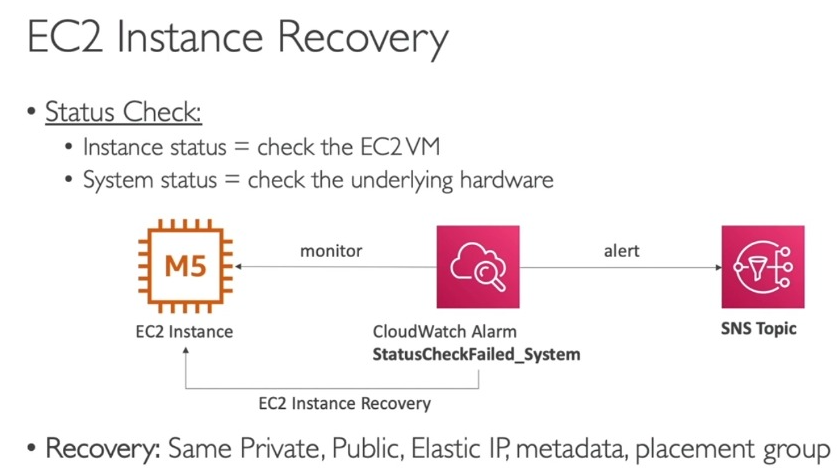 EC2 Instance Recovery
• Status Check:
• Instance status = check the EC2 VM
• System status = check the underlying hardware
M5
monitor
alert
EC2 Instance
CloudWatch Alarm
StatusCheckFailed_System
SNS Topic
EC2 Instance Recovery
• Recovery: Same Private, Public, Elastic IP, metadata, placement group